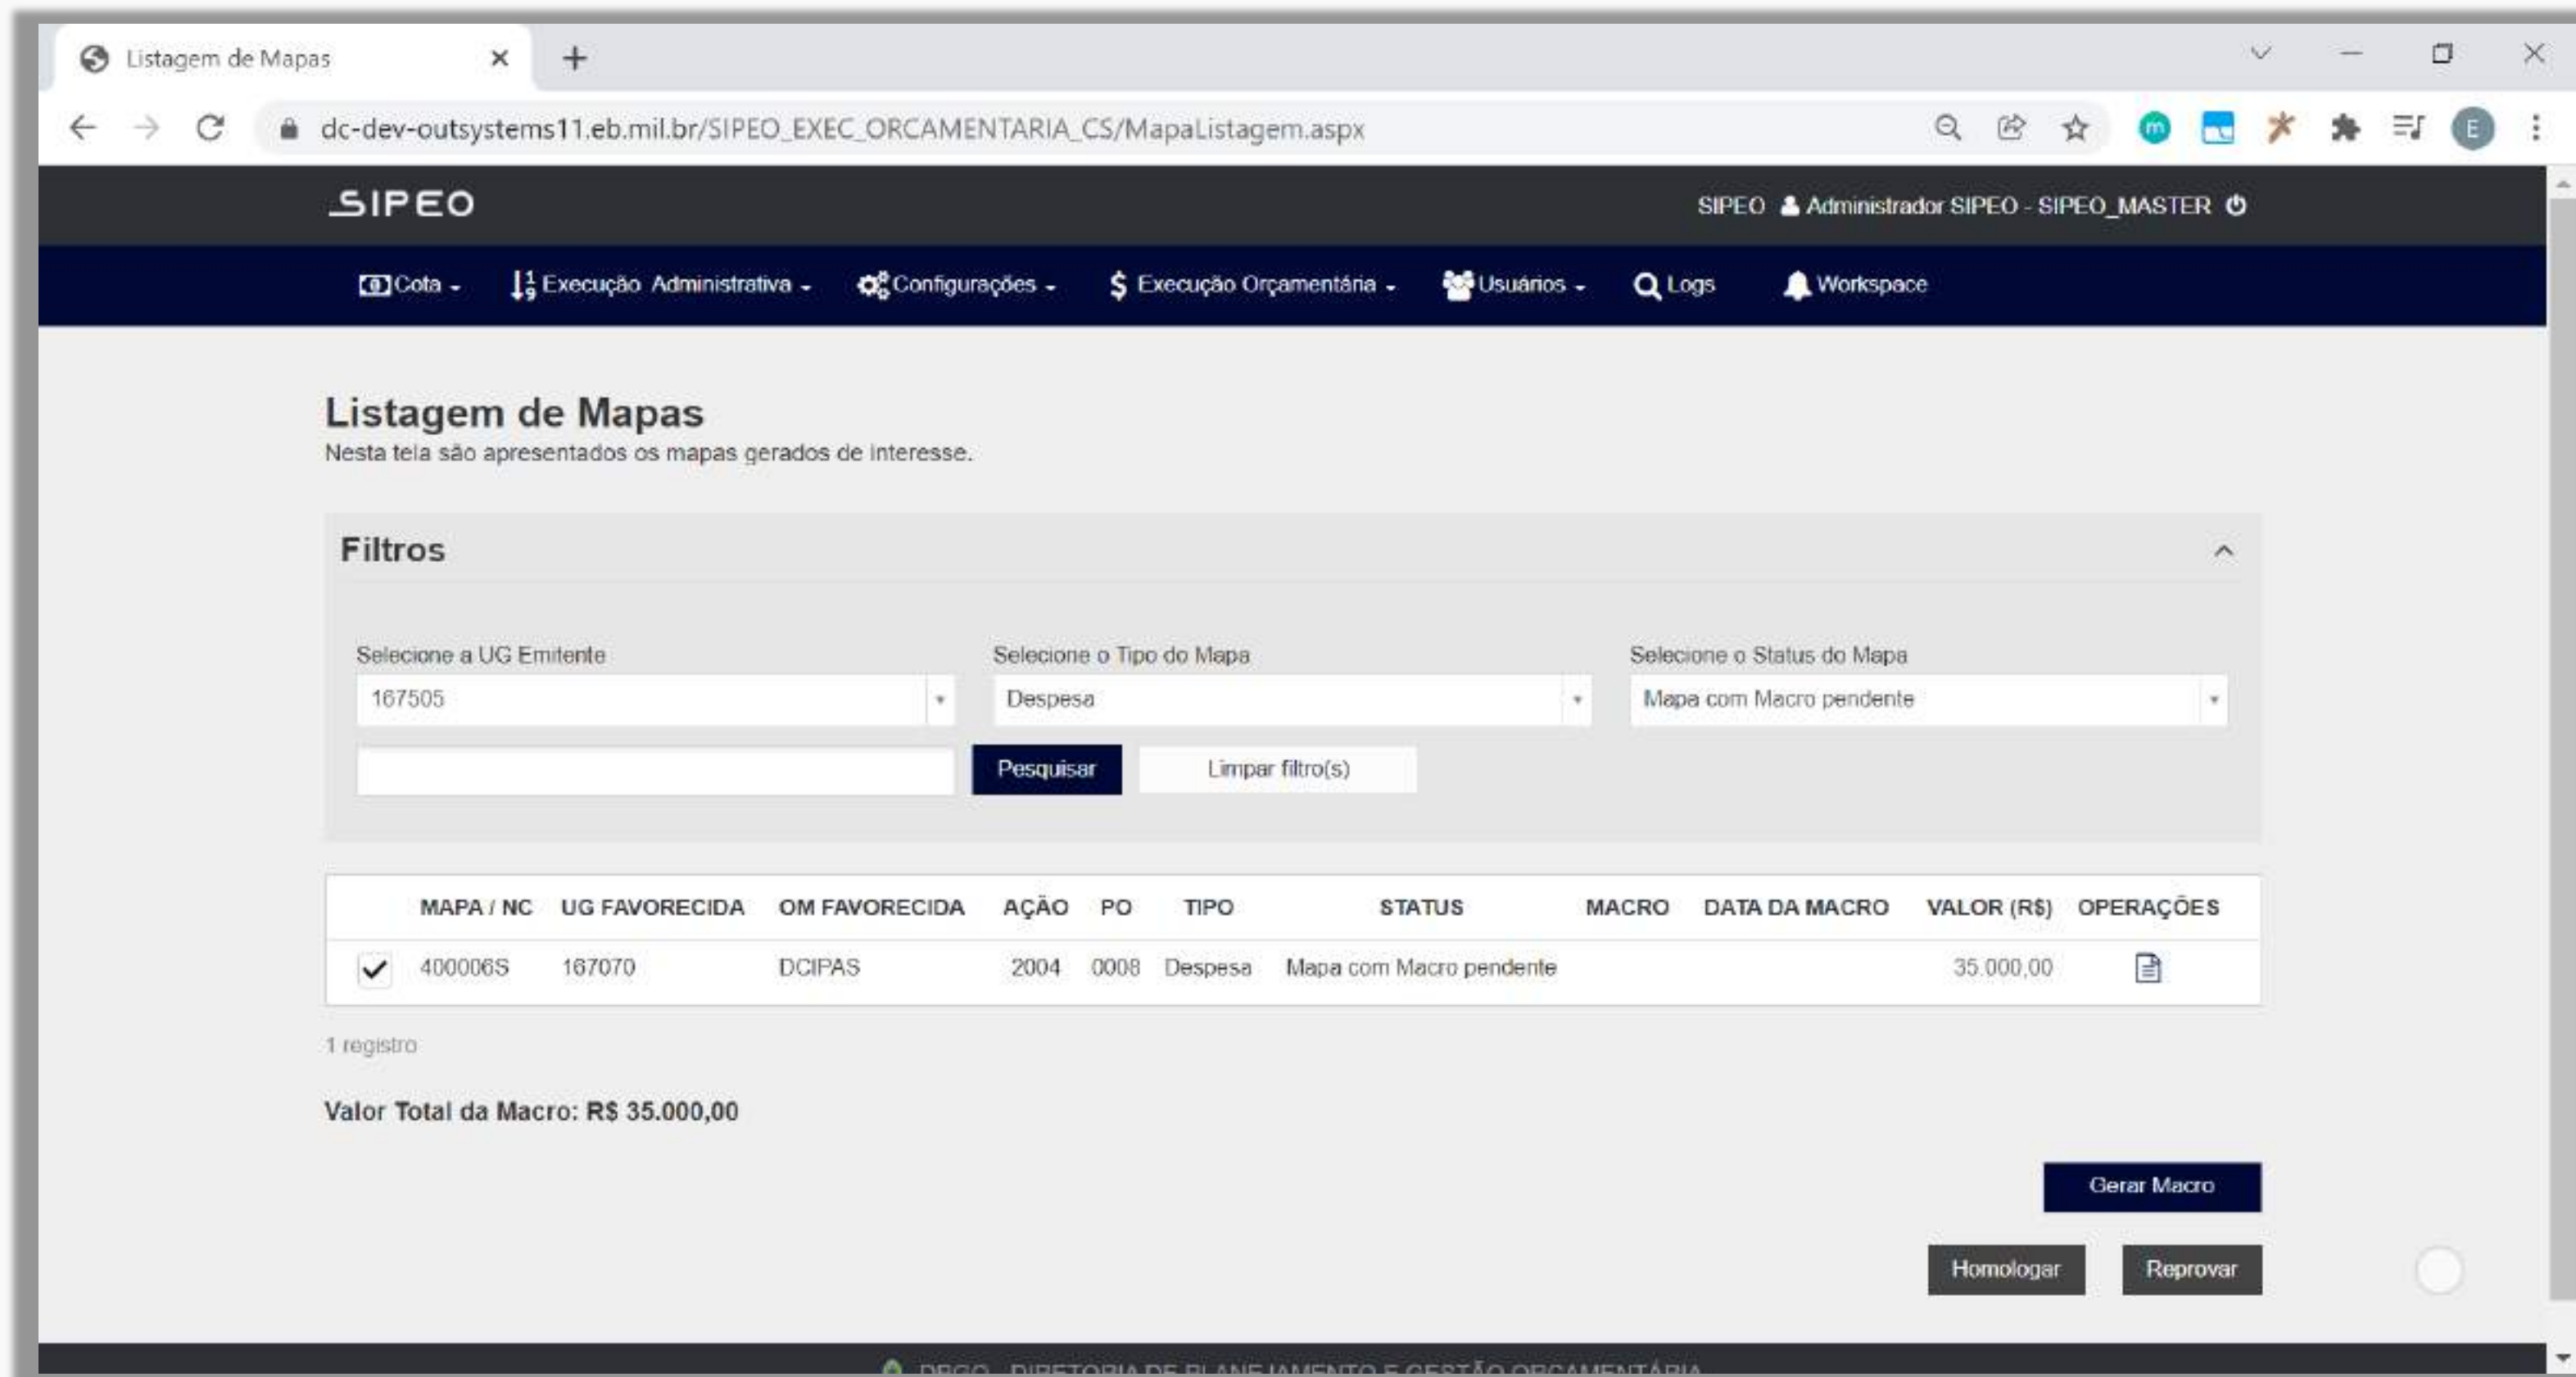 Listagem de Mapas
dc-dev-outsystems11.eb.mil.br/SIPEO_EXEC_ORCAMENTARIA_CS/MapaListagem.aspx
m
E
SIPEO
SIPEO Administrador SIPEO - SIPEO_MASTER
Cota
Execução Administrativa
Configurações
Execução Orçamentária
Usuários
Logs
Workspace
Listagem de Mapas
Nesta tela são apresentados os mapas gerados de interesse.
Filtros
Selecione a UG Emitente Selecione o Tipo do Mapa Selecione o Status do Mapa
167505 Despesa Mapa com Macro pendente
Pesquisar Limpar filtro(s)
MAPA / NC UG FAVORECIDA OM FAVORECIDA AÇÃO PO TIPO STATUS MACRO DATA DA MACRO VALOR (R$) OPERAÇÕES
400006S 167070 DCIPAS 2004 0008 Despesa Mapa com Macro pendente 35.000,00
1 registro
Valor Total da Macro: R$ 35.000,00
Gerar Macro
Homologar Reprovar
DIRETORIA DE PLANEJAMENTO E GESTÃO ORÇAMENTÁRIA